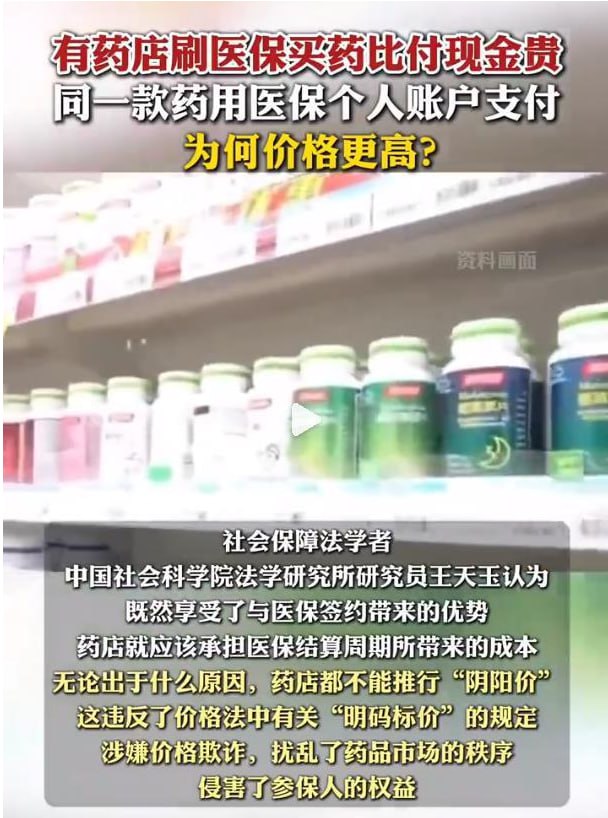 有药店刷医保买药比付现金贵
同一款药用医保个人账户支付
为何价格更高?
资料画面
社会保障法学者
中国社会科学院法学研究所研究员王天玉认为
既然享受了与医保签约带来的优势
药店就应该承担医保结算周期所带来的成本
无论出于什么原因，药店都不能推行“阴阳价”
这违反了价格法中有关“明码标价”的规定
涉嫌价格欺诈，扰乱了药品市场的秩序
侵害了参保人的权益